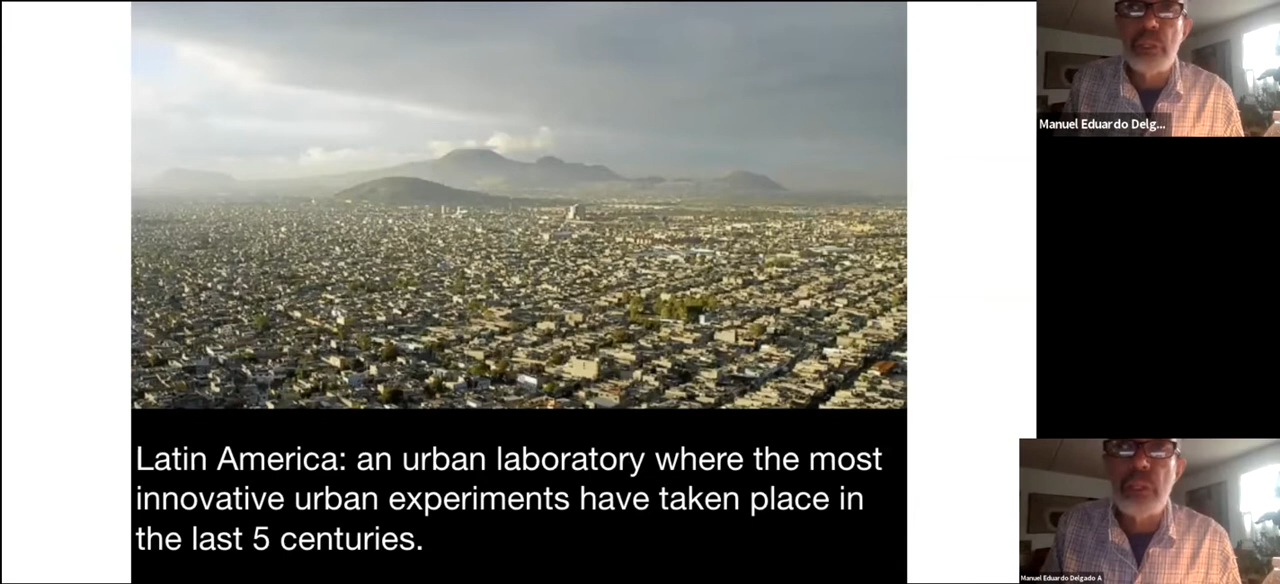 Manuel Eduardo Delg...
Latin America: an urban laboratory where the most
innovative urban experiments have taken place in
the last 5 centuries.
Manuel Eduardo Delgado A